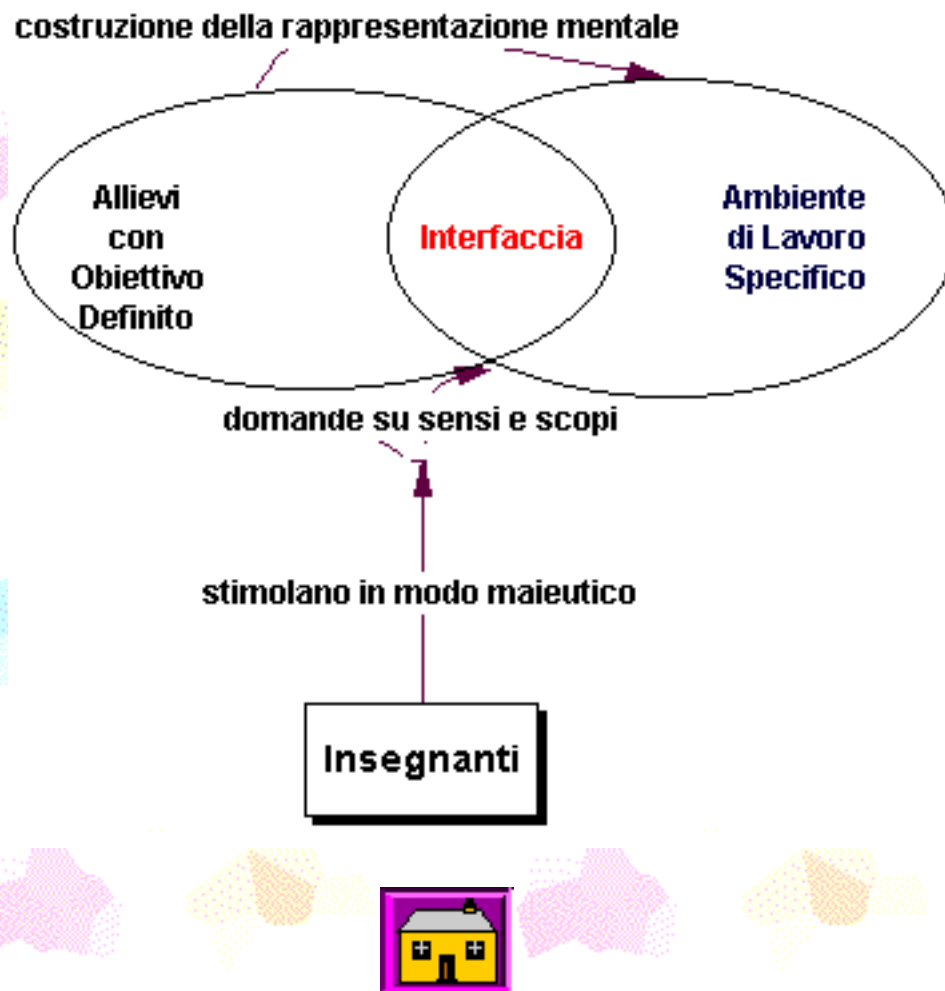 costruzione della rappresentazione mentale
Allievi
con
Obiettivo
Definito
Interfaccia
Ambiente
di Lavoro
Specifico
domande su sensi e scopi
stimolano in modo maieutico
Insegnanti